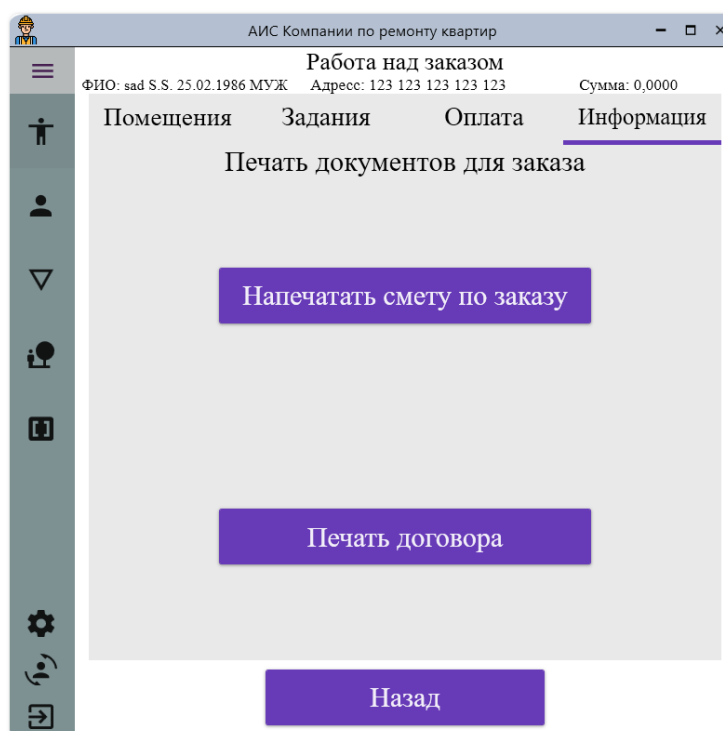 АИС Компании по ремонту квартир
Работа над заказом
ФИО: sad S.S. 25.02.1986 МУЖ Адресс: 123 123 123 123 123 Сумма: 0,0000
Помещения Задания Оплата Информация
Печать документов для заказа
Напечатать смету по заказу
Печать договора
Назад